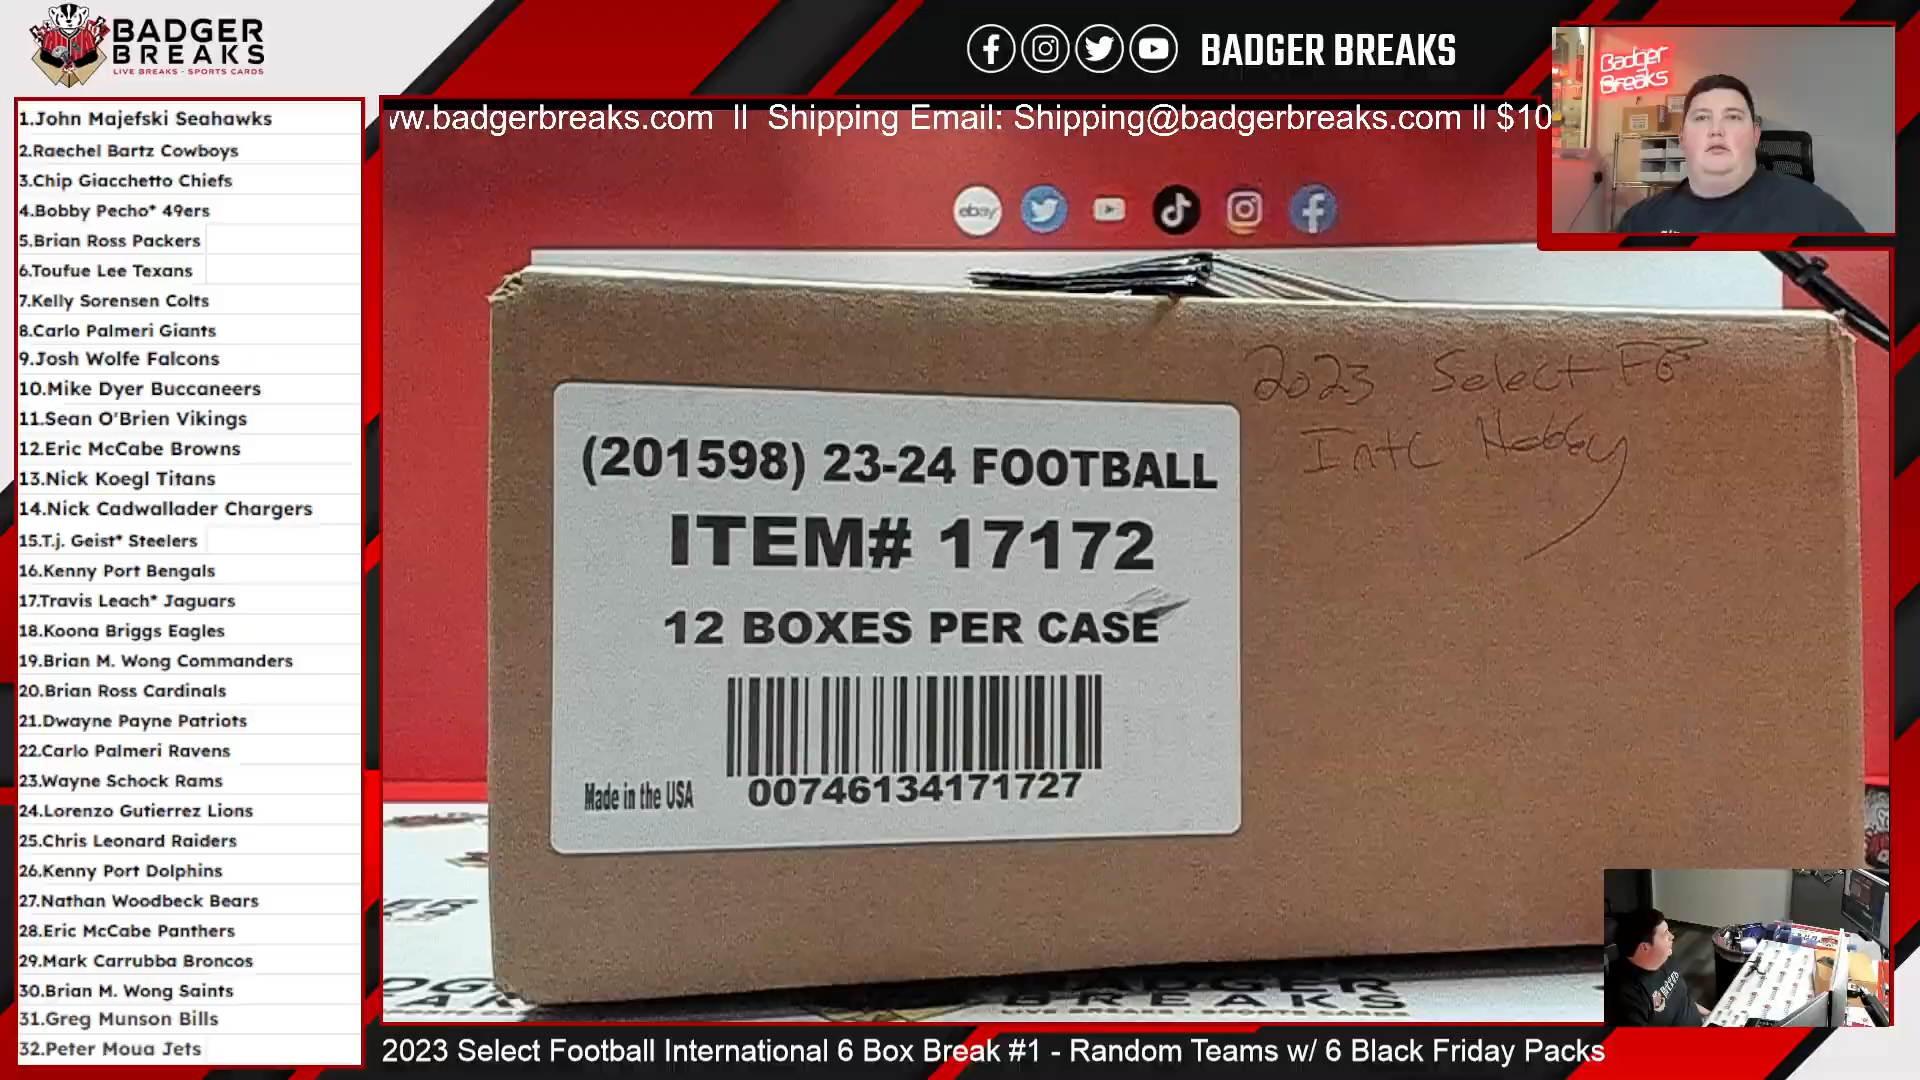 BADGER
BREAKS
LIVE BREAKS - SPORTS CARDS
BADGER BREAKS
Badger
Breaks
1.John Majefski Seahawks
2.Raechel Bartz Cowboys
3.Chip Giacchetto Chiefs
4.Bobby Pecho* 49ers
5.Brian Ross Packers
6.Toufue Lee Texans
7.Kelly Sorensen Colts
8.Carlo Palmeri Giants
9.Josh Wolfe Falcons
10.Mike Dyer Buccaneers
11.Sean O'Brien Vikings
12.Eric McCabe Browns
13.Nick Koegl Titans
14.Nick Cadwallader Chargers
15.T.j. Geist* Steelers
16.Kenny Port Bengals
17.Travis Leach* Jaguars
18.Koona Briggs Eagles
19.Brian M. Wong Commanders
20.Brian Ross Cardinals
21.Dwayne Payne Patriots
22.Carlo Palmeri Ravens
23.Wayne Schock Rams
24.Lorenzo Gutierrez Lions
25.Chris Leonard Raiders
26.Kenny Port Dolphins
27.Nathan Woodbeck Bears
28.Eric McCabe Panthers
29.Mark Carrubba Broncos
30.Brian M. Wong Saints
31.Greg Munson Bills
32.Peter Moua Jets
vw.badgerbreaks.com ll Shipping Email: Shipping@badgerbreaks.com ll $10
ebay
2023 Select FB
Intl Hobby
(201598) 23-24 FOOTBALL
ITEM# 17172
12 BOXES PER CASE
Made in the USA
00746134171727
BREAKS
2023 Select Football International 6 Box Break #1 - Random Teams w/ 6 Black Friday Packs